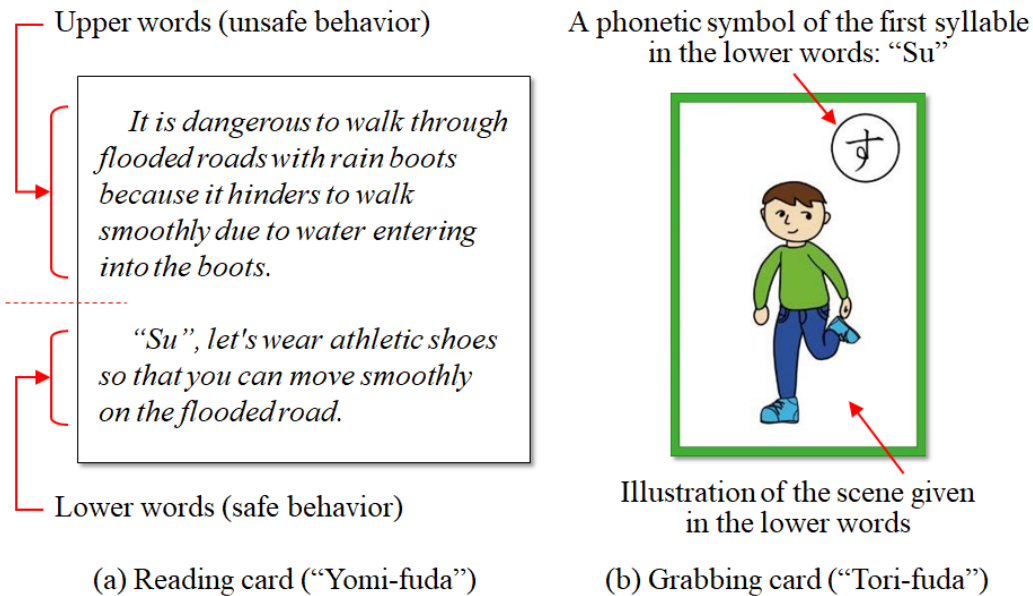 Upper words (unsafe behavior)
It is dangerous to walk through
flooded roads with rain boots
because it hinders to walk
smoothly due to water entering
into the boots.
“Su”, let's wear athletic shoes
so that you can move smoothly
on the flooded road.
Lower words (safe behavior)
(a) Reading card (“Yomi-fuda”)
A phonetic symbol of the first syllable
in the lower words: “Su”
す
Illustration of the scene given
in the lower words
(b) Grabbing card (“Tori-fuda”)